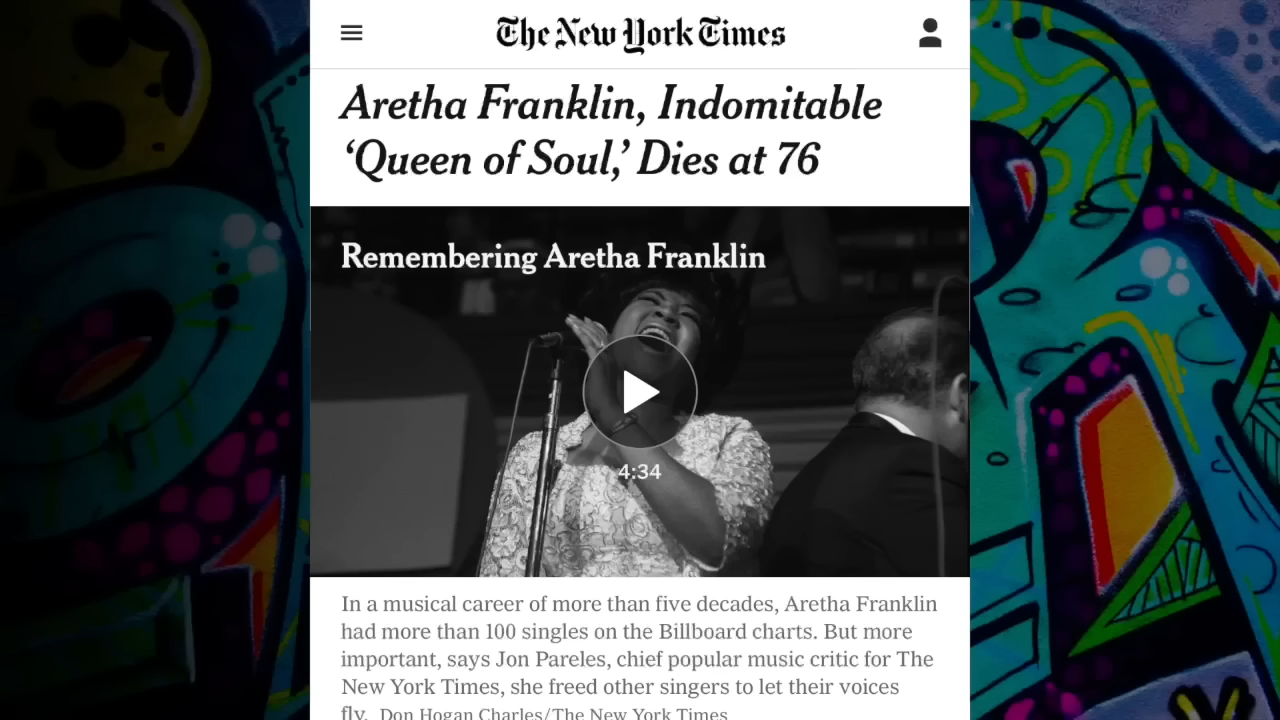 The New York Times
Aretha Franklin, Indomitable
‘Queen of Soul,’ Dies at 76
Remembering Aretha Franklin
4:34
In a musical career of more than five decades, Aretha Franklin
had more than 100 singles on the Billboard charts. But more
important, says Jon Pareles, chief popular music critic for The
New York Times, she freed other singers to let their voices
fly. Don Hogan Charles/The New York Times